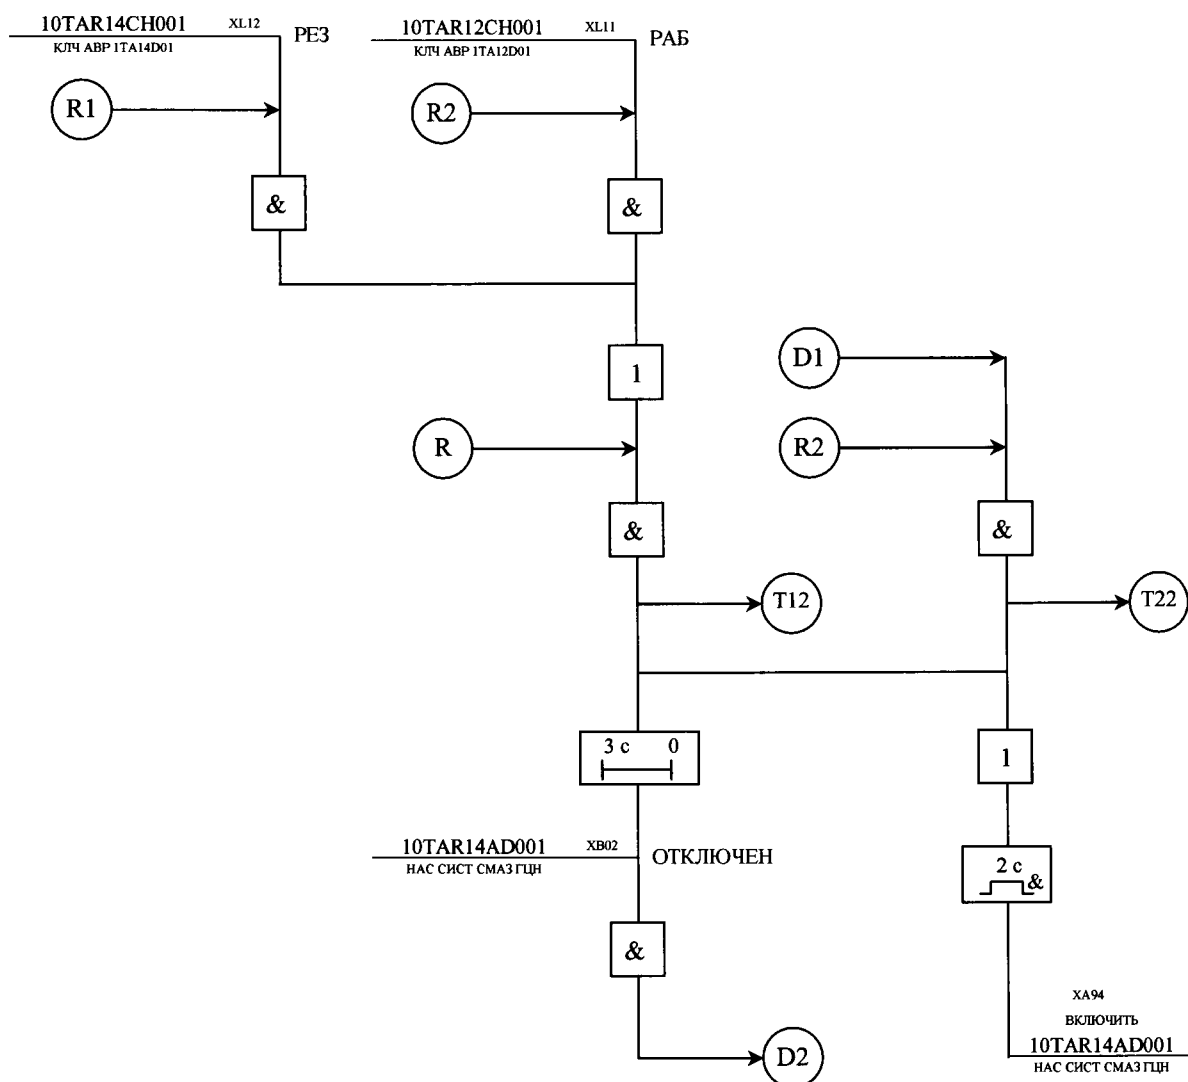 10TAR14CH001 XL12 РЕЗ
КЛЧ АВР 1TA14D01
10TAR12CH001 XL11 РАБ
КЛЧ АВР 1TA12D01
R1
R2
&
&
1
D1
R
R2
&
&
T12
T22
3 с 0
1
10TAR14AD001 XB02 ОТКЛЮЧЕН
НАС СИСТ СМАЗ ГЦН
2 с
&
&
XA94
ВКЛЮЧИТЬ
10TAR14AD001
НАС СИСТ СМАЗ ГЦН
D2